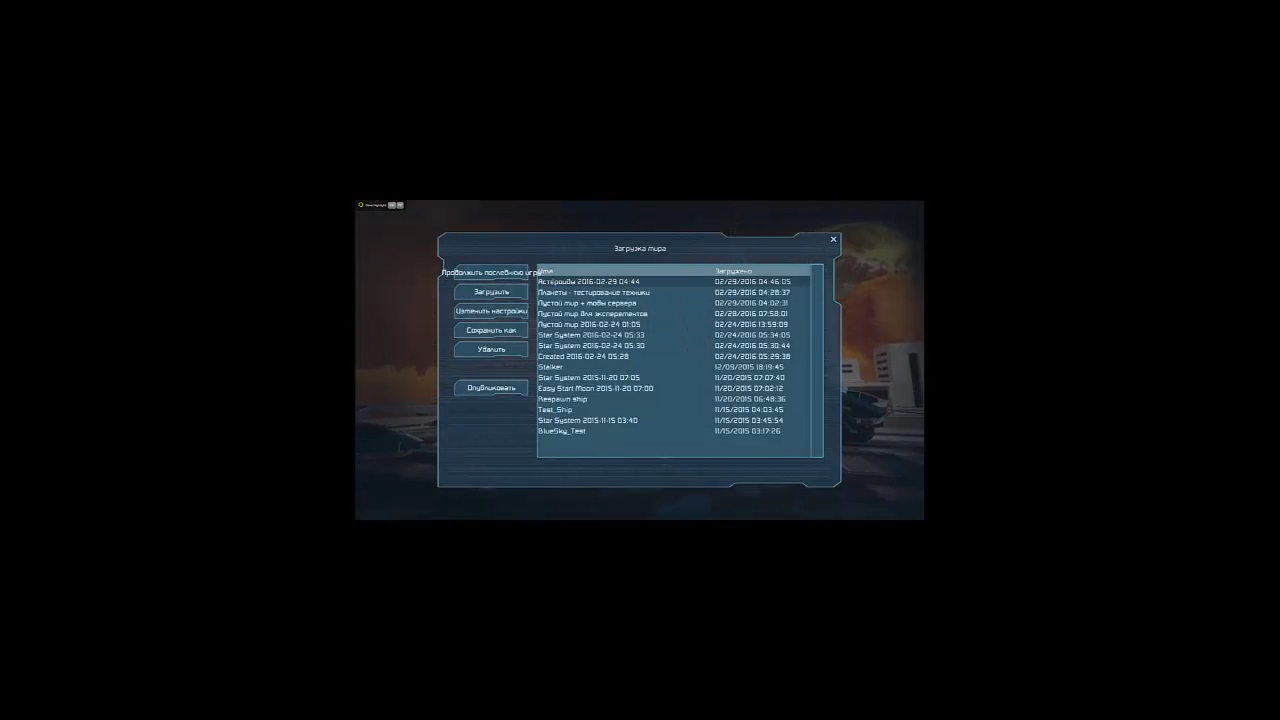 Загрузка мира
Продолжить последнюю игру
Загрузить
Изменить настройки
Сохранить как
Удалить
Опубликовать
Имя Загружено
Астероиды 2016-02-29 04:44 02/29/2016 04:46:05
Планеты - тестирование техники 02/29/2016 04:28:37
Пустой мир + моды сервера 02/29/2016 04:02:31
Пустой мир для эксперементов 02/28/2016 07:58:01
Пустой мир 2016-02-24 01:05 02/24/2016 13:59:09
Star System 2016-02-24 05:33 02/24/2016 05:34:05
Star System 2016-02-24 05:30 02/24/2016 05:30:44
Created 2016-02-24 05:28 02/24/2016 05:29:38
Stalker 12/09/2015 18:19:45
Star System 2015-11-20 07:05 11/20/2015 07:07:40
Easy Start Moon 2015-11-20 07:00 11/20/2015 07:02:12
Respawn ship 11/20/2015 06:48:36
Test_Ship 11/15/2015 04:03:45
Star System 2015-11-15 03:40 11/15/2015 03:45:54
BlueSky_Test 11/15/2015 03:17:26